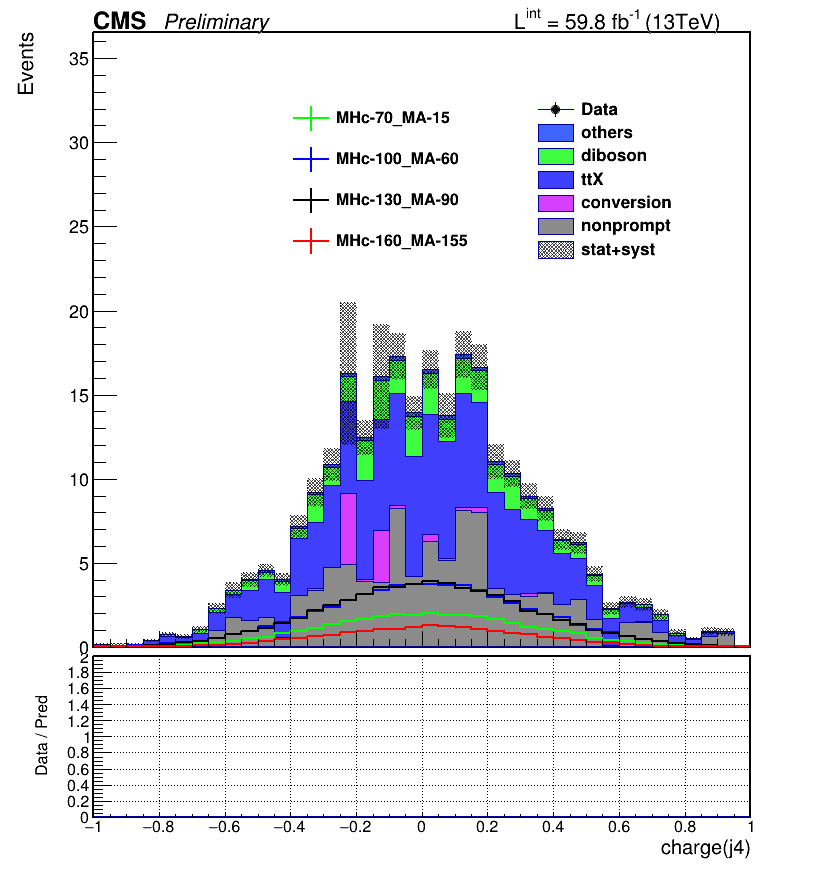 CMS Preliminary L^int = 59.8 fb^-1 (13TeV)
Events
35
30
25
20
15
10
5
0
MHc-70_MA-15
MHc-100_MA-60
MHc-130_MA-90
MHc-160_MA-155
Data
others
diboson
ttX
conversion
nonprompt
stat+syst
Data / Pred
2
1.8
1.6
1.4
1.2
1
0.8
0.6
0.4
0.2
0
−1 −0.8 −0.6 −0.4 −0.2 0 0.2 0.4 0.6 0.8 1
charge(j4)